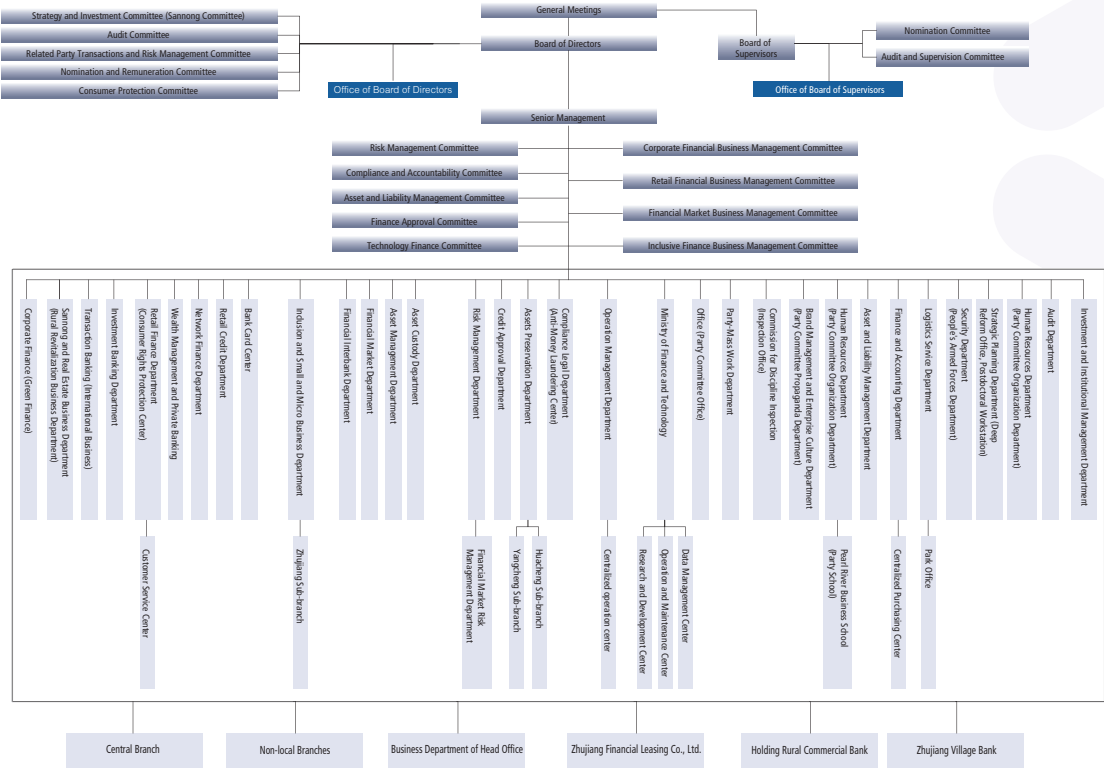 General Meetings
Strategy and Investment Committee (Sannong Committee)
Audit Committee
Related Party Transactions and Risk Management Committee
Nomination and Remuneration Committee
Consumer Protection Committee
Board of Directors
Office of Board of Directors
Board of
Supervisors
Nomination Committee
Audit and Supervision Committee
Office of Board of Supervisors
Senior Management
Risk Management Committee
Compliance and Accountability Committee
Asset and Liability Management Committee
Finance Approval Committee
Technology Finance Committee
Corporate Financial Business Management Committee
Retail Financial Business Management Committee
Financial Market Business Management Committee
Inclusive Finance Business Management Committee
Corporate Finance (Green Finance)
Sannong and Real Estate Business Department
(Rural Revitalization Business Department)
Transaction Banking (International Business)
Investment Banking Department
Retail Finance Department
(Consumer Rights Protection Center)
Wealth Management and Private Banking
Network Finance Department
Retail Credit Department
Bank Card Center
Inclusion and Small and Micro Business Department
Financial Interbank Department
Financial Market Department
Asset Management Department
Asset Custody Department
Risk Management Department
Credit Approval Department
Assets Preservation Department
Compliance Legal Department
(Anti-Money Laundering Center)
Operation Management Department
Ministry of Finance and Technology
Office (Party Committee Office)
Party-Mass Work Department
Commission for Discipline Inspection
(Inspection Office)
Brand Management and Enterprise Culture Department
(Party Committee Propaganda Department)
Human Resources Department
(Party Committee Organization Department)
Asset and Liability Management Department
Finance and Accounting Department
Logistic Service Department
Security Department
(People's Armed Forces Department)
Strategic Planning Department (Deep
Reform Office, Postdoctoral Workstation)
Human Resources Department
(Party Committee Organization Department)
Audit Department
Investment and Institutional Management Department
Customer Service Center
Zhujiang Sub-branch
Financial Market Risk
Management Department
Yangcheng Sub-branch
Huacheng Sub-branch
Centralized operation center
Research and Development Center
Operation and Maintenance Center
Data Management Center
Pearl River Business School
(Party School)
Centralized Purchasing Center
Park Office
Central Branch
Non-local Branches
Business Department of Head Office
Zhujiang Financial Leasing Co., Ltd.
Holding Rural Commercial Bank
Zhujiang Village Bank